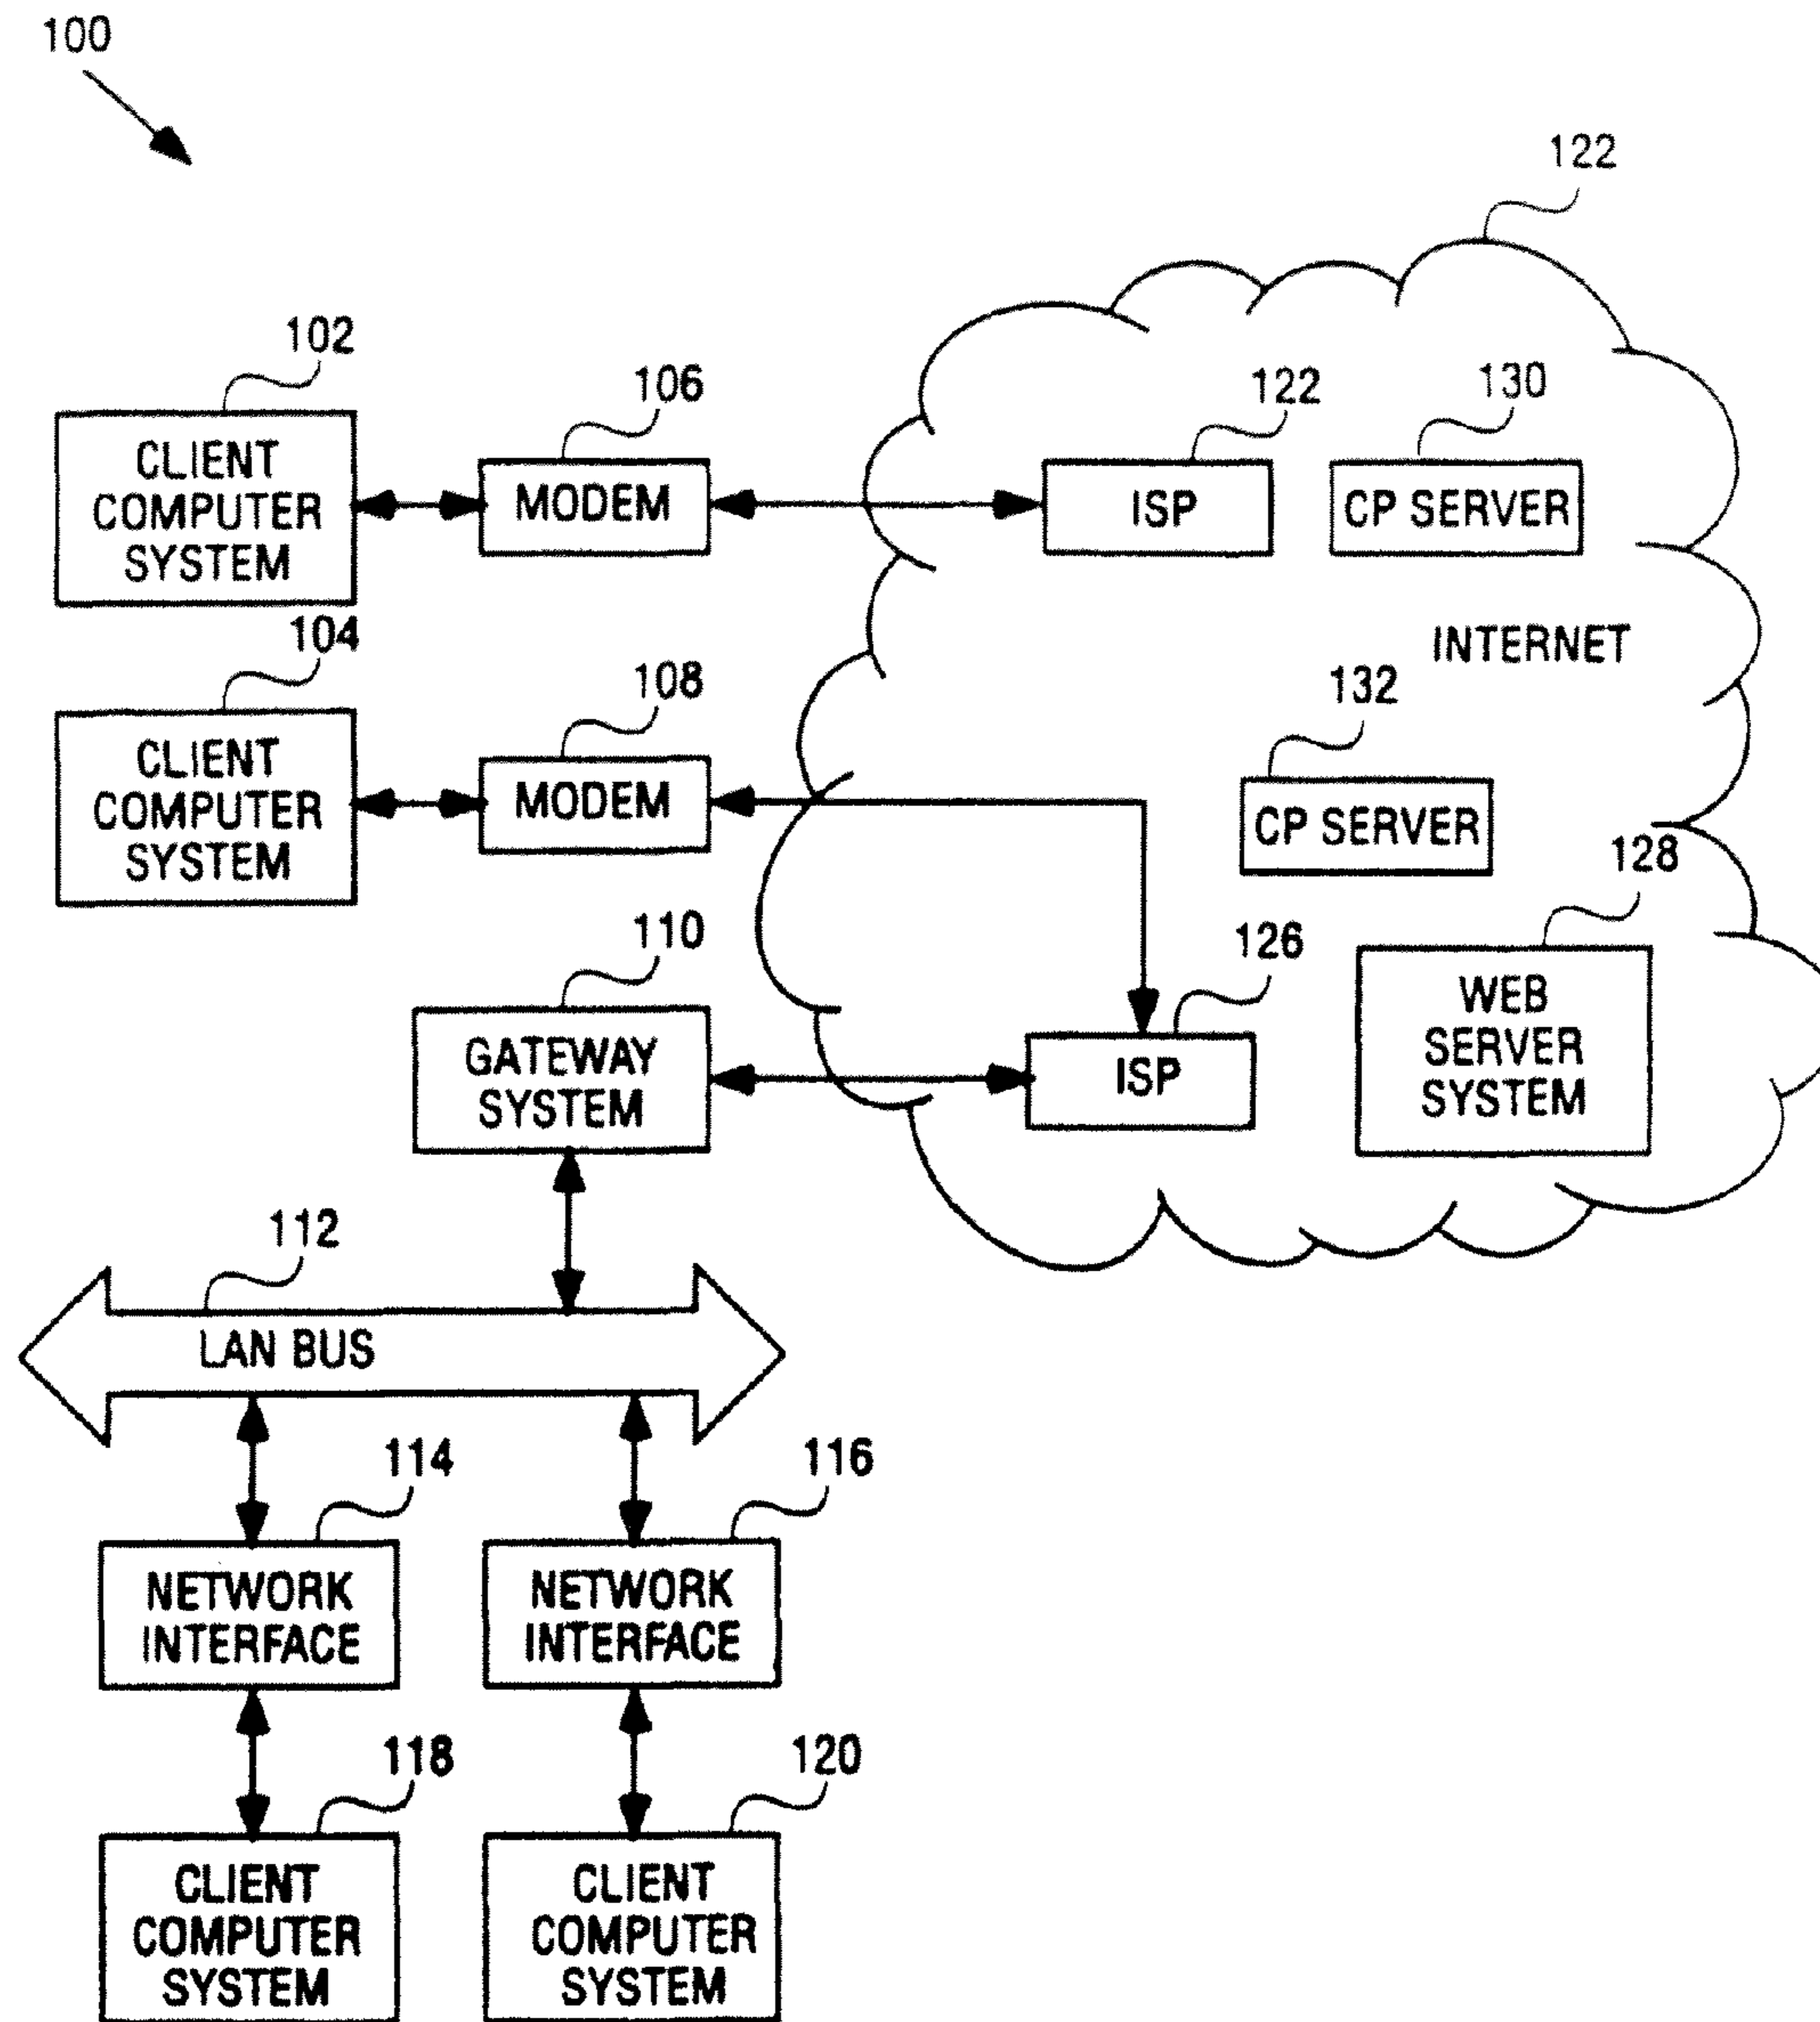 100
122
102
CLIENT
COMPUTER
SYSTEM
106
MODEM
122
ISP
130
CP SERVER
INTERNET
104
CLIENT
COMPUTER
SYSTEM
108
MODEM
132
CP SERVER
128
WEB
SERVER
SYSTEM
110
GATEWAY
SYSTEM
126
ISP
112
LAN BUS
114
NETWORK
INTERFACE
116
NETWORK
INTERFACE
118
CLIENT
COMPUTER
SYSTEM
120
CLIENT
COMPUTER
SYSTEM